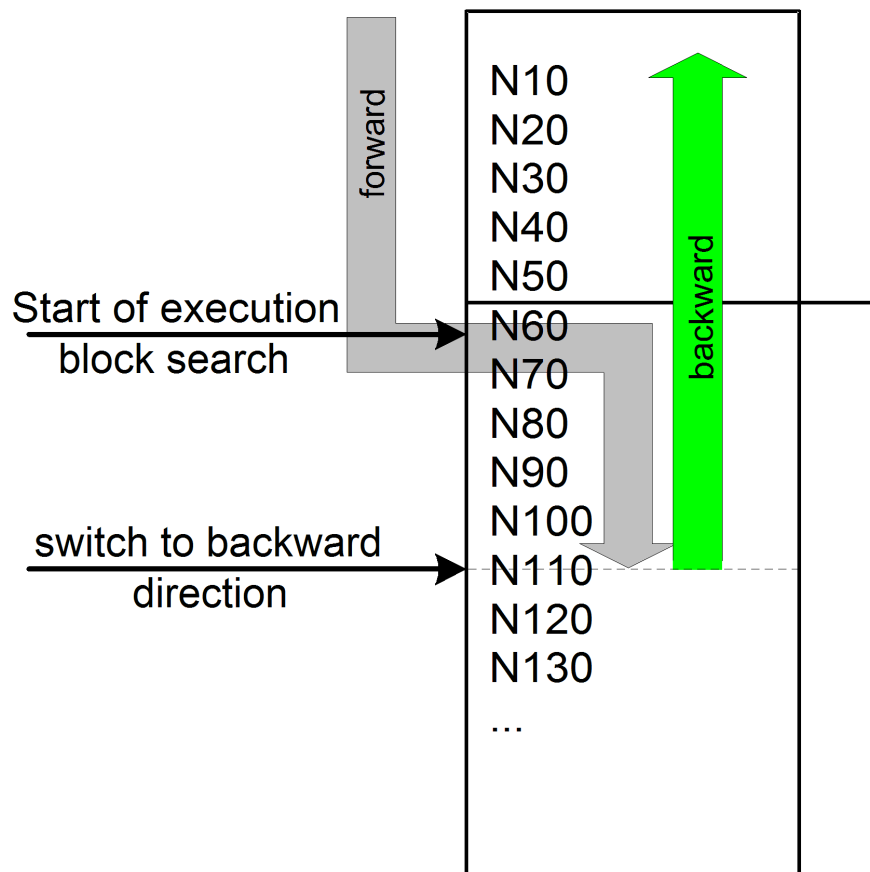 forward
N10
N20
N30
N40
N50
Start of execution
block search
N60
N70
N80
N90
N100
switch to backward
direction
N110
N120
N130
...
backward